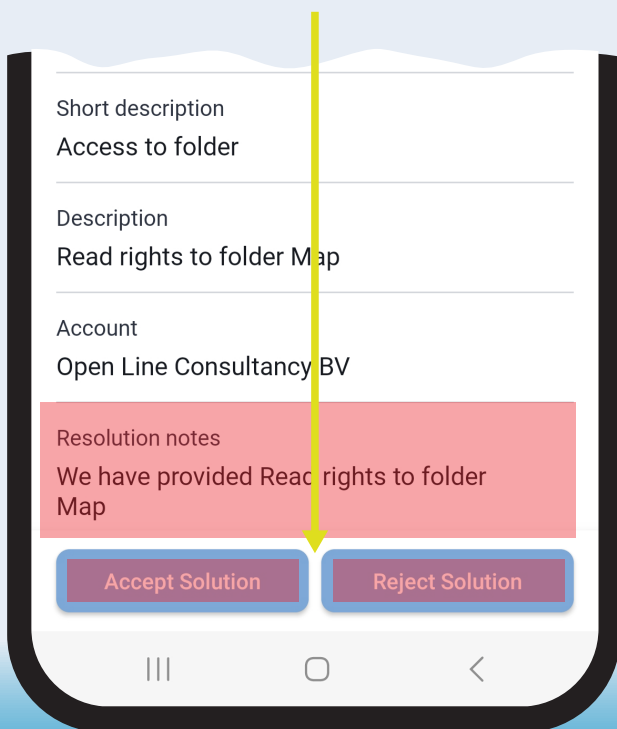 Short description
Access to folder
Description
Read rights to folder Map
Account
Open Line Consultancy BV
Resolution notes
We have provided Read rights to folder
Map
Accept Solution
Reject Solution